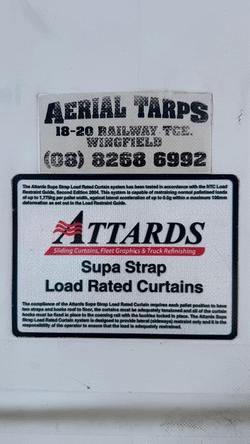 AERIAL TARPS
18-20 RAILWAY TCE.
WINGFIELD
(08) 8268 6992
The Attards Supa Strap Load Rated Curtain system has been tested in accordance with the NTC Load
Restraint Guide, Second Edition 2004. This system is capable of restraining normal palletised loads
of up to 1,775kg per pallet width, against lateral acceleration of up to 0.5g within a maximum 100mm
deformation as set out in the Load Restraint Guide.
ATTARDS
Sliding Curtains, Fleet Graphics & Truck Refinishing
Supa Strap
Load Rated Curtains
The compliance of the Attards Supa Strap Load Rated Curtain requires each pallet position to have
two straps and hooks roof to floor, the curtains must be adequately tensioned and all of the curtain
hooks must be fixed in place to the coaming rail with the buckles locked in place. The Attards Supa
Strap Load Rated Curtain system is designed to provide lateral (sideways) restraint only and it is the
responsibility of the operator to ensure that the load is adequately restrained.